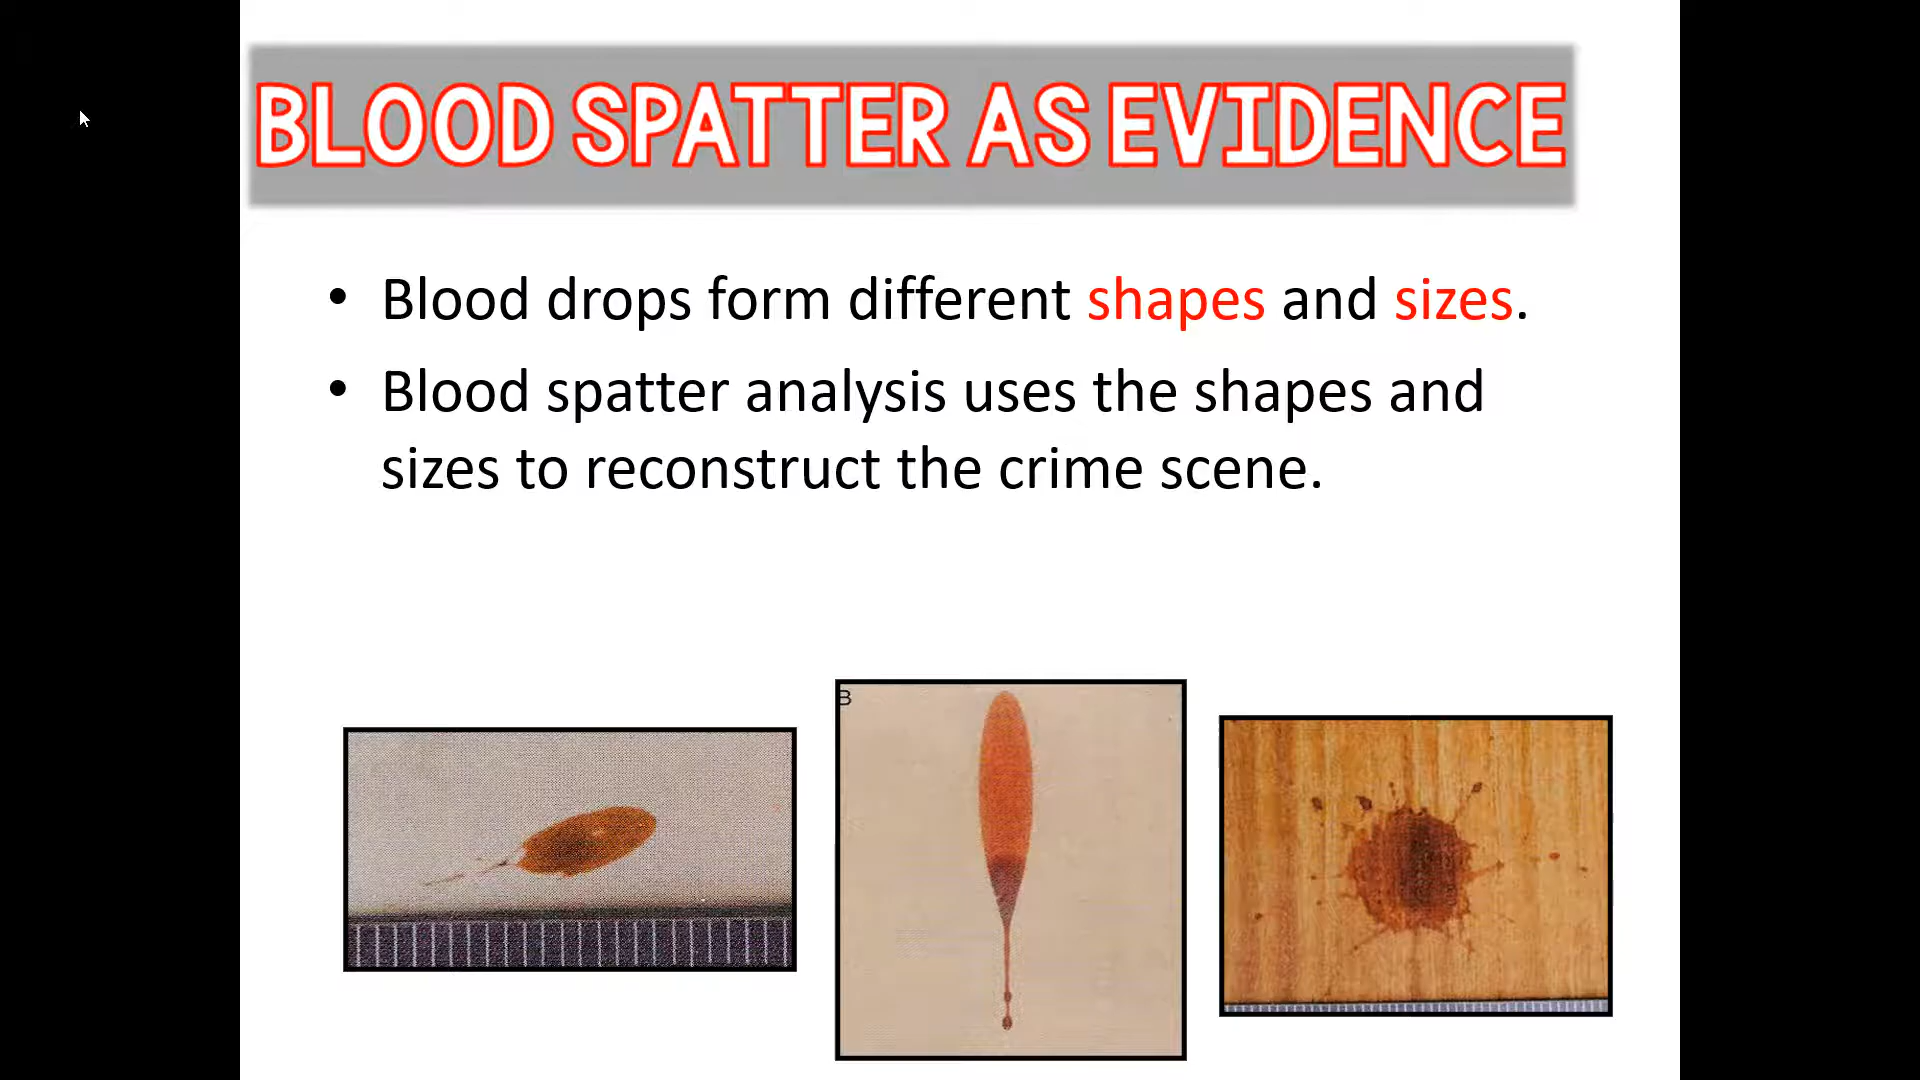 BLOOD SPATTER AS EVIDENCE
• Blood drops form different shapes and sizes.
• Blood spatter analysis uses the shapes and
sizes to reconstruct the crime scene.
B